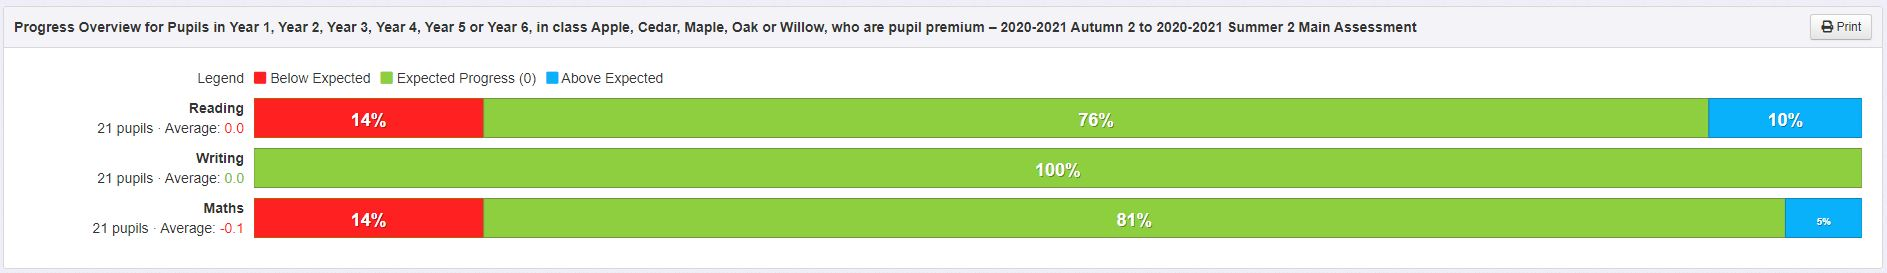 Progress Overview for Pupils in Year 1, Year 2, Year 3, Year 4, Year 5 or Year 6, in class Apple, Cedar, Maple, Oak or Willow, who are pupil premium – 2020-2021 Autumn 2 to 2020-2021 Summer 2 Main Assessment
Print
Legend Below Expected Expected Progress (0) Above Expected
Reading
21 pupils · Average: 0.0
14% 76% 10%
Writing
21 pupils · Average: 0.0
100%
Maths
21 pupils · Average: -0.1
14% 81% 5%